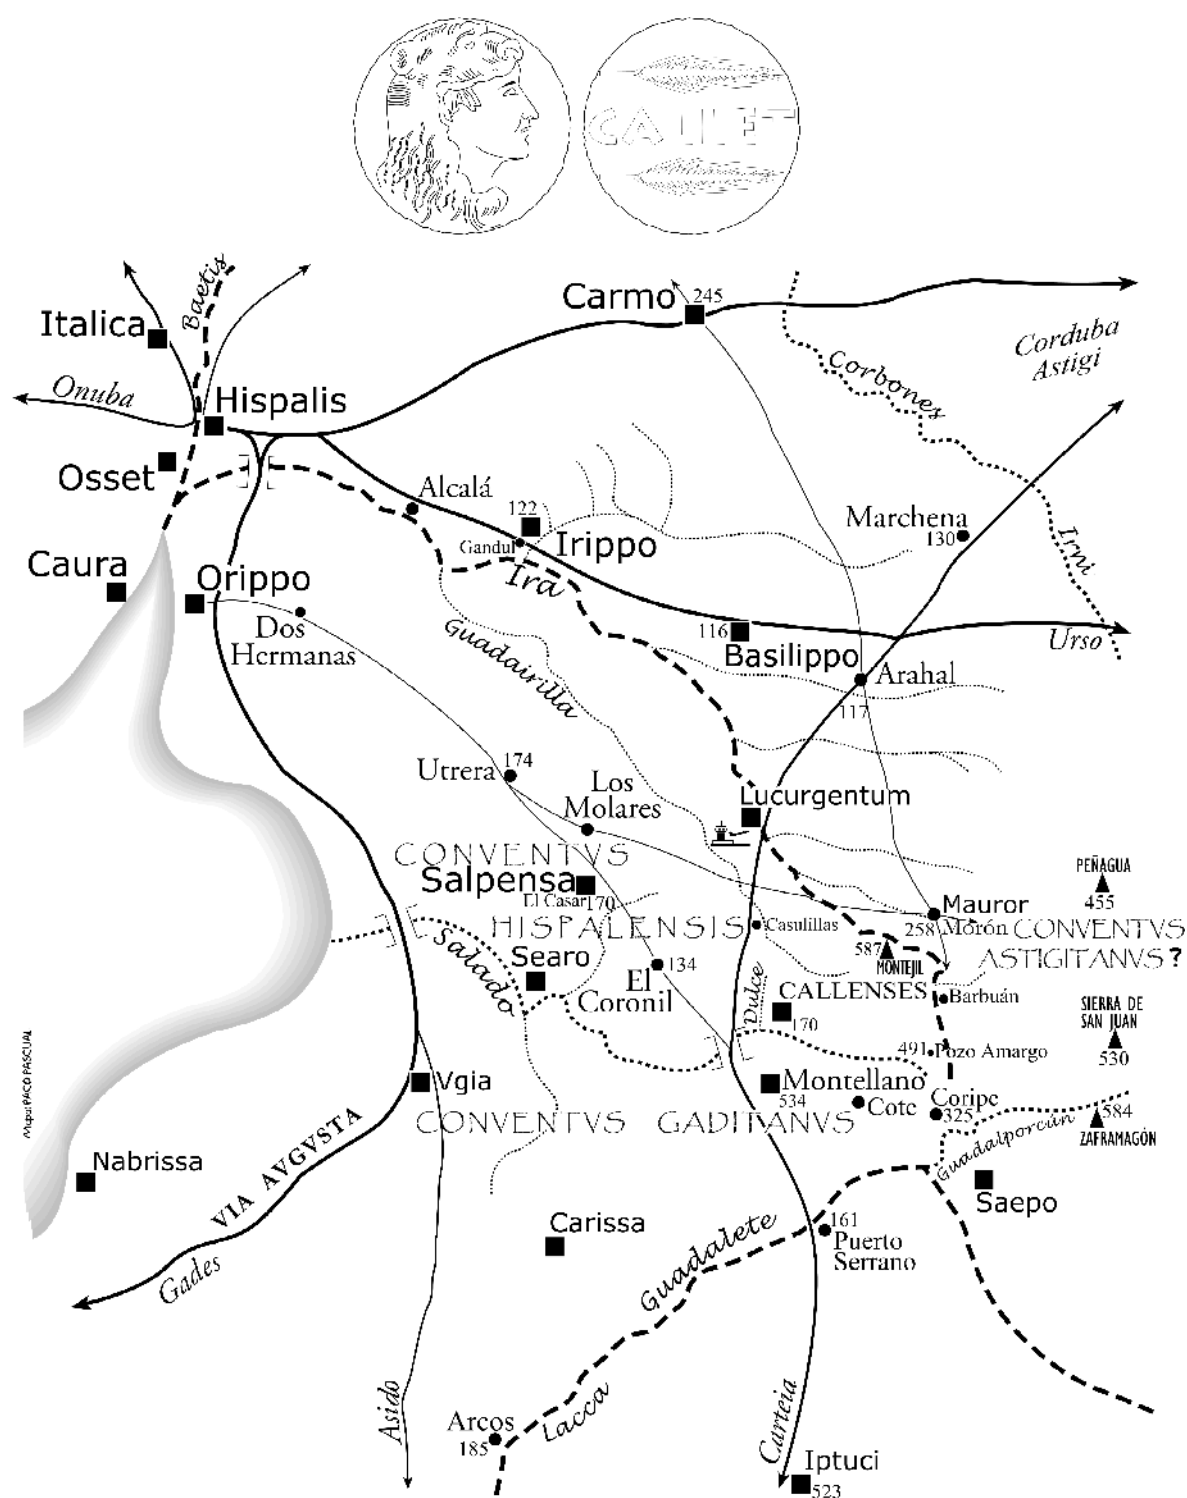 CALLET
Baetis
Carmo 245
Italica
Corduba
Astigi
Corbones
Onuba
Hispalis
Osset
Alcalá
122
Marchena
130
Irni
Gandul
Irippo
Caura
Orippo
Ira
Dos
Hermanas
Guadairilla
116
Basilippo
Urso
Arahal
117
Utrera 174
Los
Molares
Lucurgentum
CONVENTVS
PEÑAGUA
455
Salpensa
El Casar 170
Mauror
258 Morón
HISPALENSIS
Casulillas
CONVENTVS
ASTIGITANVS ?
587
MONTEJIL
Salado
Searo
134
El
Coronil
Dulce
CALLENSES
170
Barbuán
SIERRA DE
SAN JUAN
530
491 Pozo Amargo
Mapa: PACO PASCUAL
Vgia
Montellano
534
Cote
Coripe
325
584
ZAFRAMAGÓN
CONVENTVS GADITANVS
Guadalporcún
VIA AVGVSTA
Nabrissa
Saepo
Carissa
Guadalete
161
Puerto
Serrano
Gades
Asido
Arcos
185
Lacca
Carteia
Iptuci
523